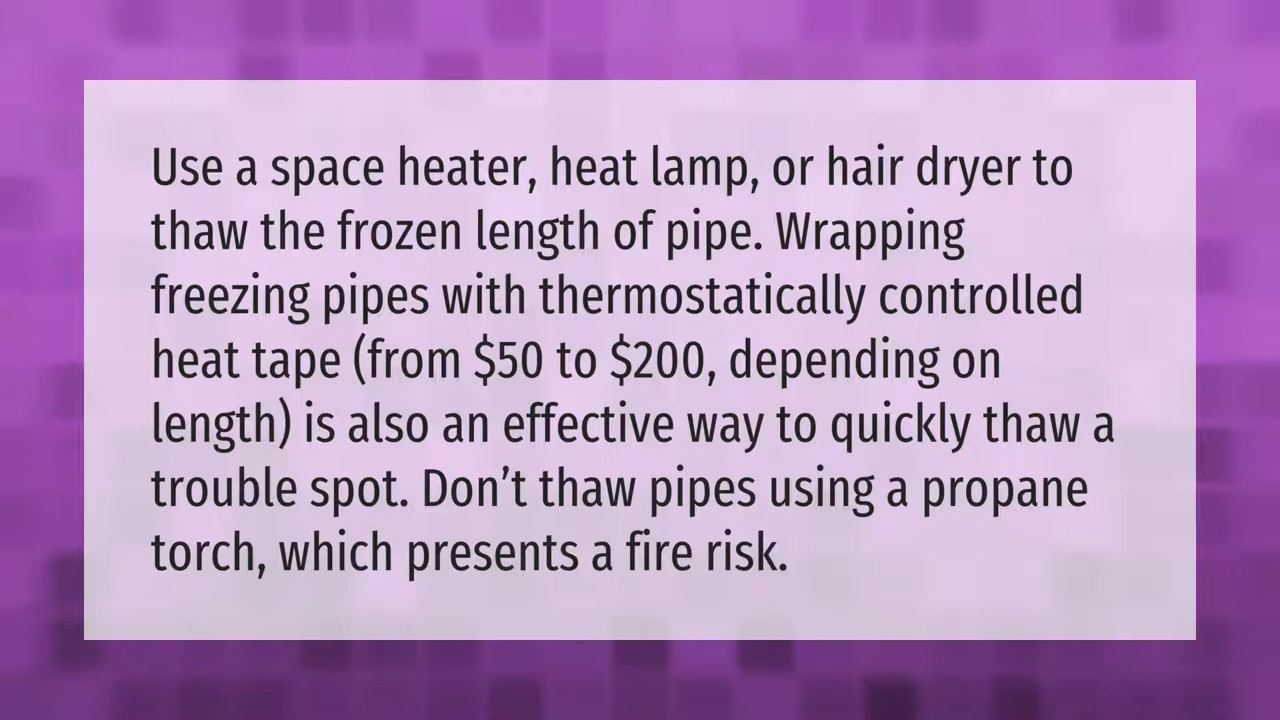 Use a space heater, heat lamp, or hair dryer to
thaw the frozen length of pipe. Wrapping
freezing pipes with thermostatically controlled
heat tape (from $50 to $200, depending on
length) is also an effective way to quickly thaw a
trouble spot. Don’t thaw pipes using a propane
torch, which presents a fire risk.